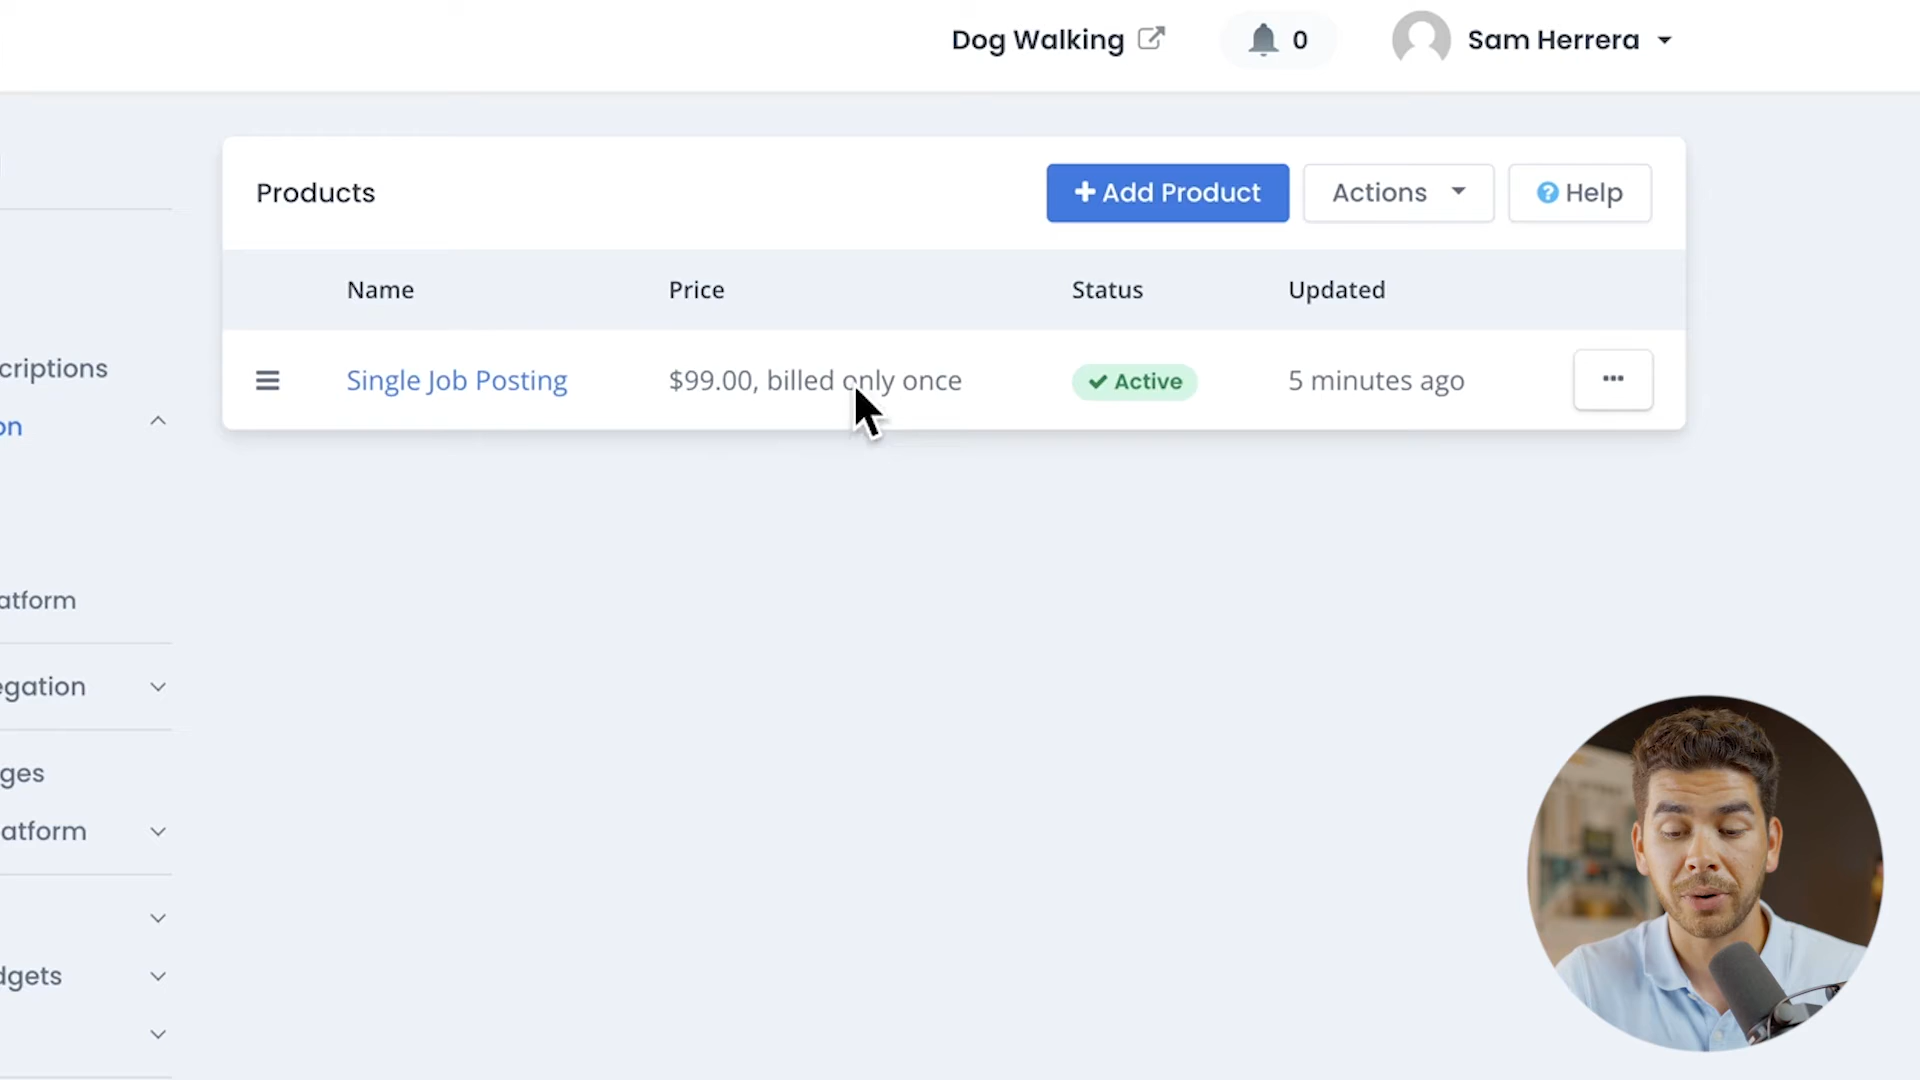 Dog Walking
0
Sam Herrera
Products
Add Product
Actions
Help
Name Price Status Updated
Single Job Posting $99.00, billed only once Active 5 minutes ago
criptions
on
atform
egation
ges
atform
dgets